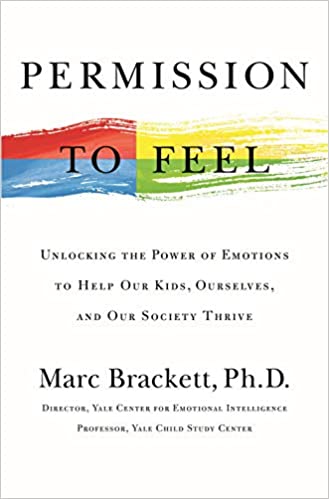 PERMISSION
TO FEEL
UNLOCKING THE POWER OF EMOTIONS
TO HELP OUR KIDS, OURSELVES,
AND OUR SOCIETY THRIVE
Marc Brackett, Ph.D.
DIRECTOR, YALE CENTER FOR EMOTIONAL INTELLIGENCE
PROFESSOR, YALE CHILD STUDY CENTER